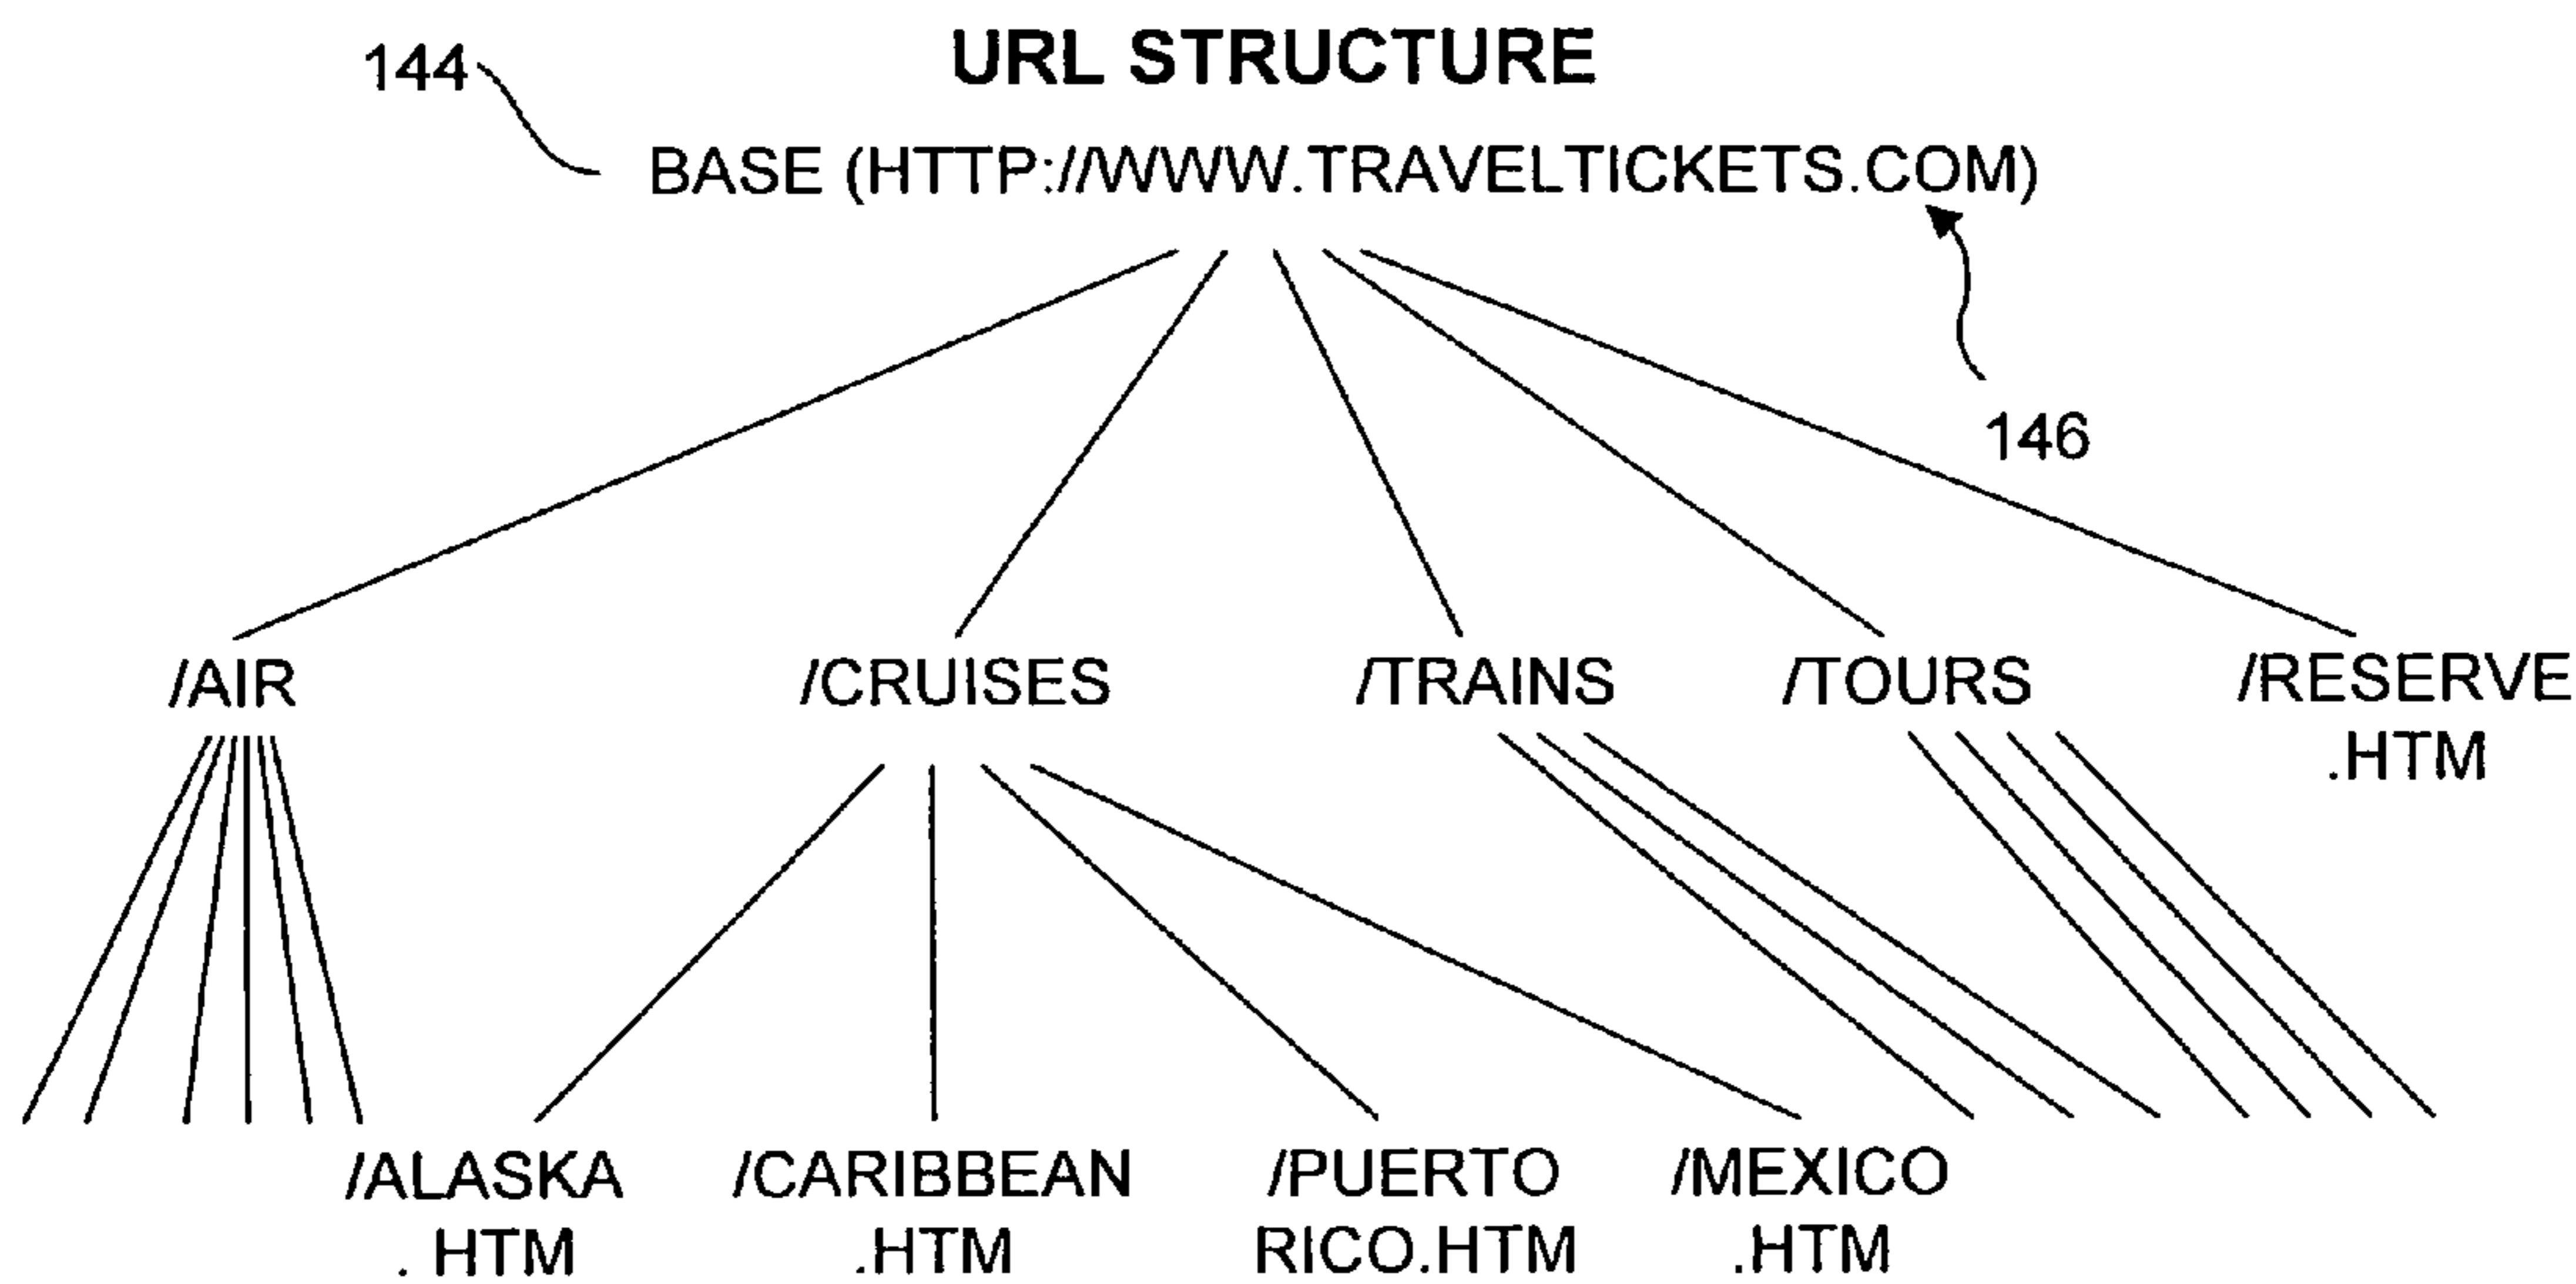 URL STRUCTURE
144
BASE (HTTP://WWW.TRAVELTICKETS.COM)
146
/AIR
/CRUISES
/TRAINS
/TOURS
/RESERVE
.HTM
/ALASKA
. HTM
/CARIBBEAN
.HTM
/PUERTO
RICO.HTM
/MEXICO
.HTM